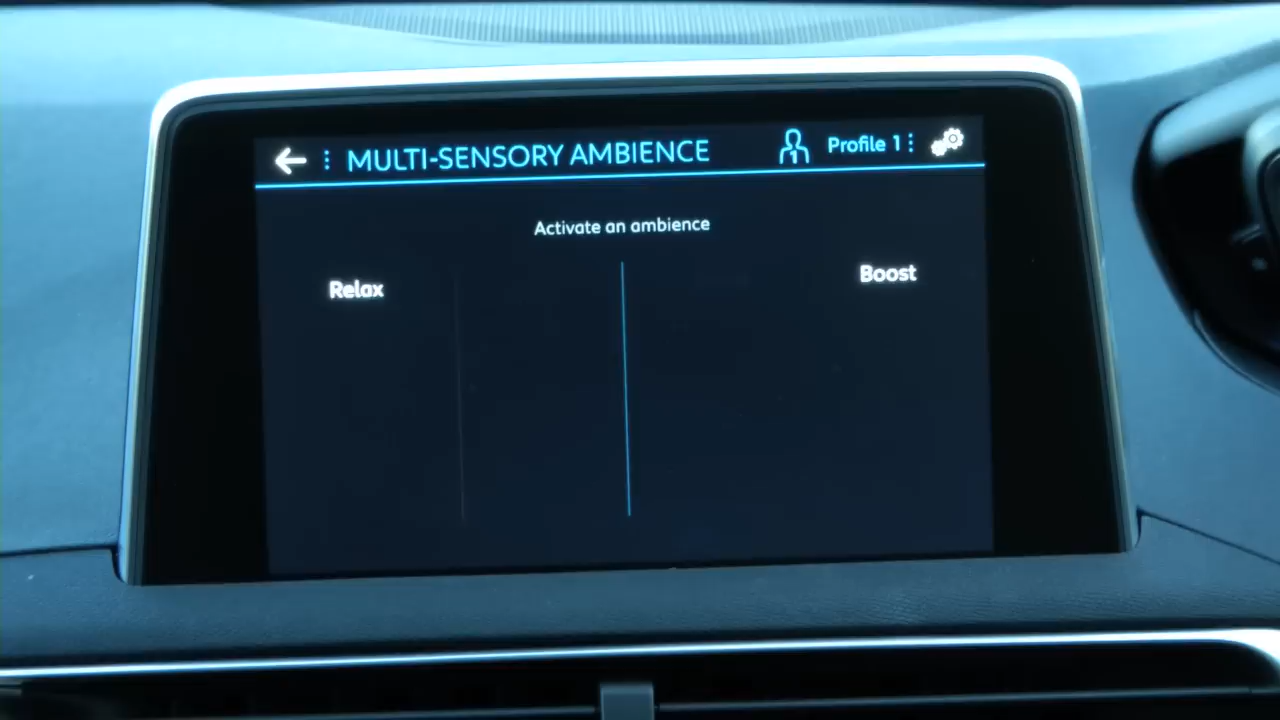 MULTI-SENSORY AMBIENCE
Profile 1
Activate an ambience
Relax
Boost